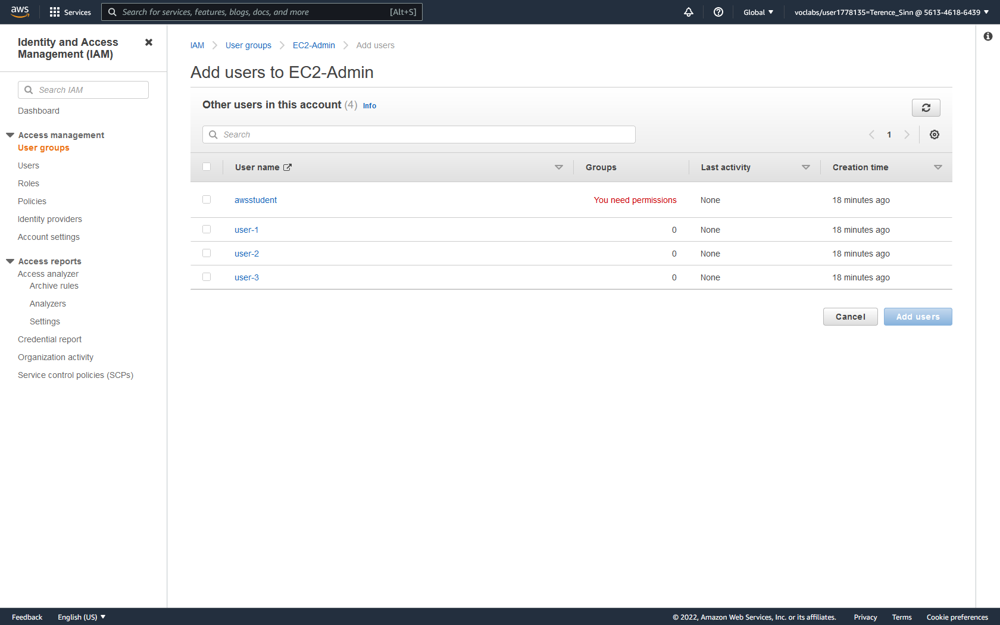 aws
Services
Search for services, features, blogs, docs, and more [Alt+S]
Global
voclabs/user1778135=Terence_Sinn @ 5613-4618-6439
Identity and Access
Management (IAM)
Search IAM
Dashboard
Access management
User groups
Users
Roles
Policies
Identity providers
Account settings
Access reports
Access analyzer
Archive rules
Analyzers
Settings
Credential report
Organization activity
Service control policies (SCPs)
IAM User groups EC2-Admin Add users
Add users to EC2-Admin
Other users in this account (4) Info
Search
1
User name Groups Last activity Creation time
awsstudent You need permissions None 18 minutes ago
user-1 0 None 18 minutes ago
user-2 0 None 18 minutes ago
user-3 0 None 18 minutes ago
Cancel Add users
Feedback English (US) © 2022, Amazon Web Services, Inc. or its affiliates. Privacy Terms Cookie preferences